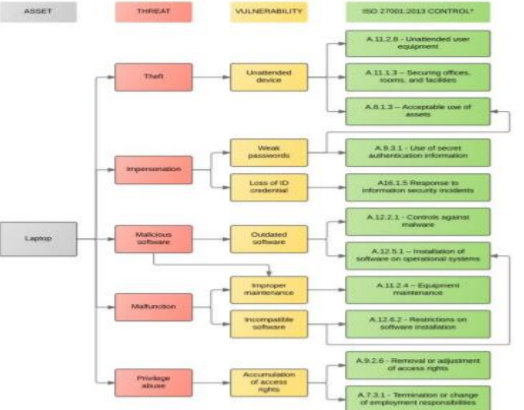 ASSET
THREAT
VULNERABILITY
ISO 27001:2013 CONTROL*
Laptop
Theft
Unattended
device
A.11.2.8 - Unattended user
equipment
A.11.1.3 – Securing offices,
rooms, and facilities
A.8.1.3 – Acceptable use of
assets
Impersonation
Weak
passwords
A.9.3.1 - Use of secret
authentication information
Loss of ID
credential
A16.1.5 Response to
information security incidents
Malicious
software
Outdated
software
A.12.2.1 - Controls against
malware
A.12.5.1 – Installation of
software on operational systems
Malfunction
Improper
maintenance
A.11.2.4 – Equipment
maintenance
Incompatible
software
A.12.6.2 - Restrictions on
software installation
Privilege
abuse
Accumulation
of access
rights
A.9.2.6 - Removal or adjustment
of access rights
A.7.3.1 - Termination or change
of employment responsibilities